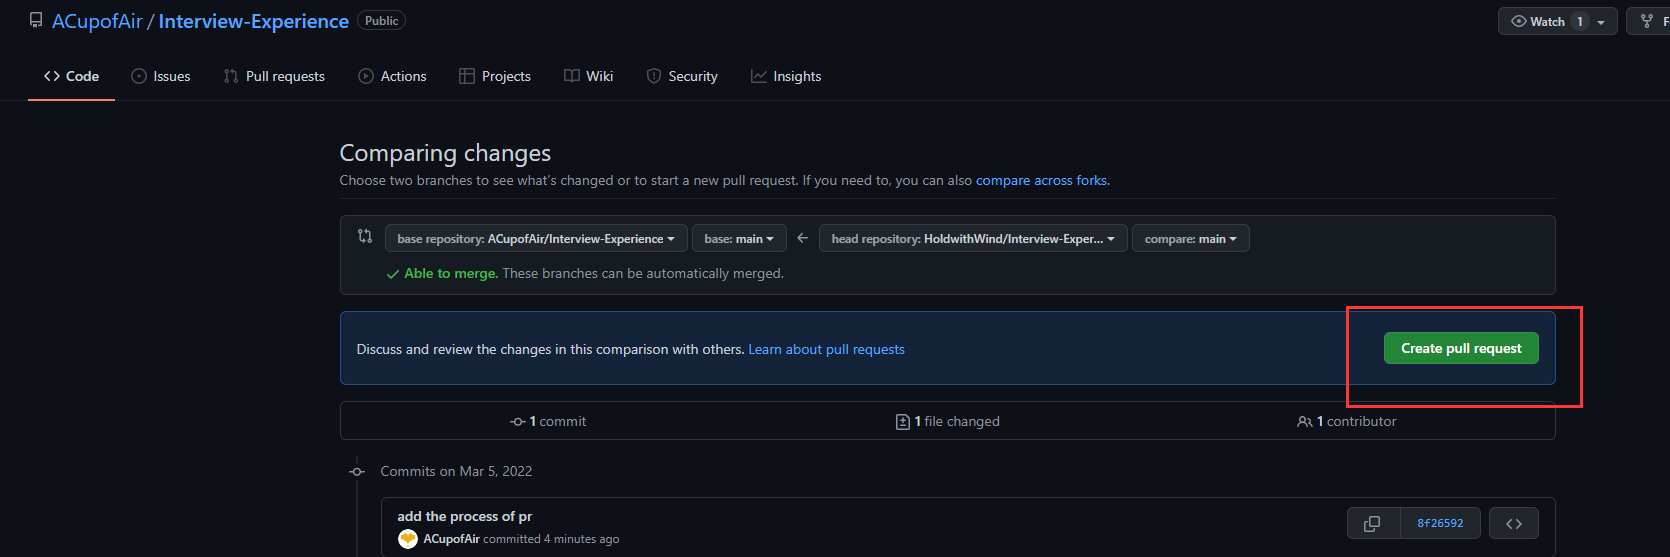 ACupofAir / Interview-Experience Public Watch 1
Code Issues Pull requests Actions Projects Wiki Security Insights
Comparing changes
Choose two branches to see what's changed or to start a new pull request. If you need to, you can also compare across forks.
base repository: ACupofAir/Interview-Experience base: main head repository: HoldwithWind/Interview-Exper... compare: main
Able to merge. These branches can be automatically merged.
Discuss and review the changes in this comparison with others. Learn about pull requests Create pull request
1 commit 1 file changed 1 contributor
Commits on Mar 5, 2022
add the process of pr
8f26592
ACupofAir committed 4 minutes ago